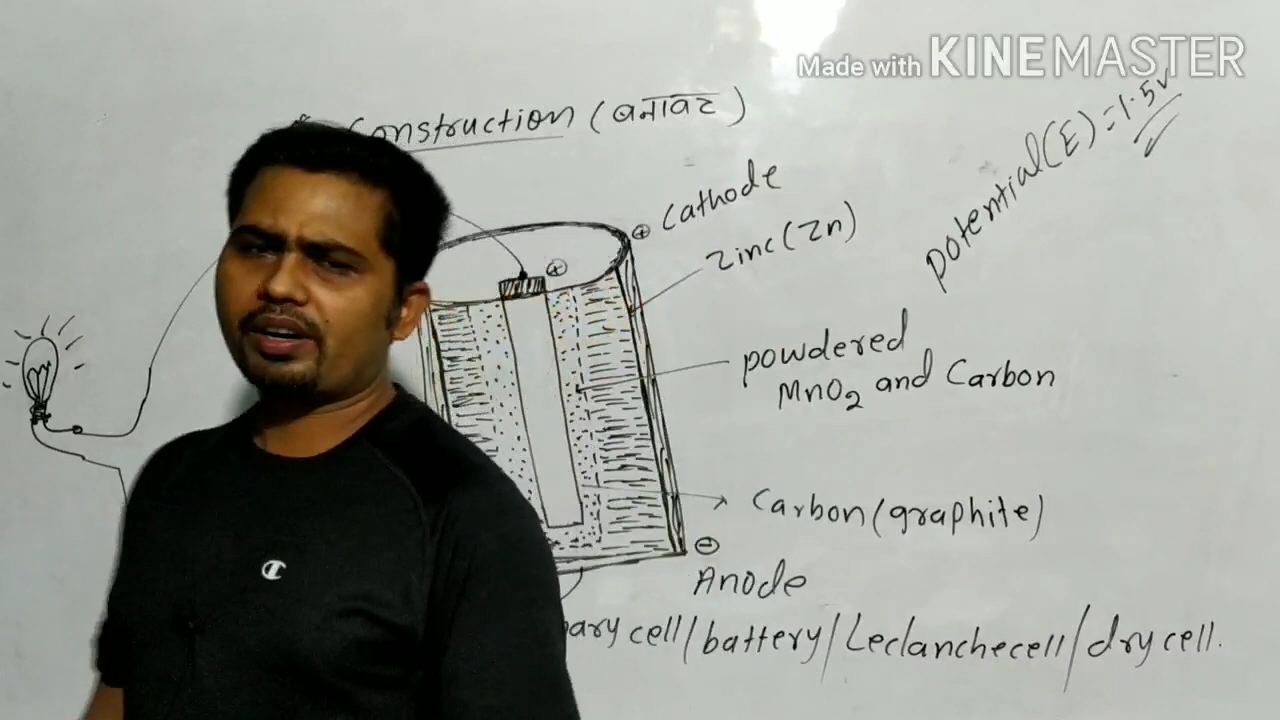 Made with KINEMASTER
Construction (बनावट)
potential(E)=1.5V
⊕ Cathode
Zinc(Zn)
⊕
powdered
MnO₂ and Carbon
Carbon(graphite)
⊖
Anode
cell/battery/Leclanchecell/dry cell.